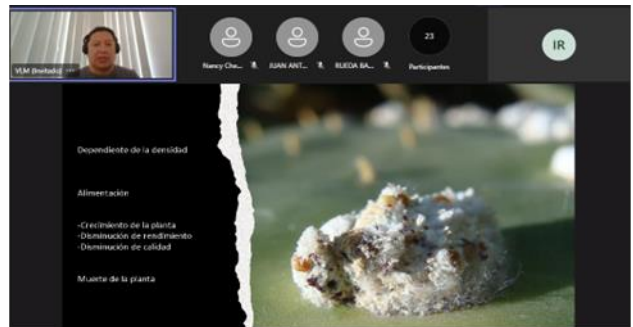 VLM (Invitado)
Nancy Che...
JUAN ANT...
RUEDA BA...
23
Participantes
IR
Dependiente de la densidad
Alimentación
-Crecimiento de la planta
-Disminución de rendimiento
-Disminución de calidad
Muerte de la planta